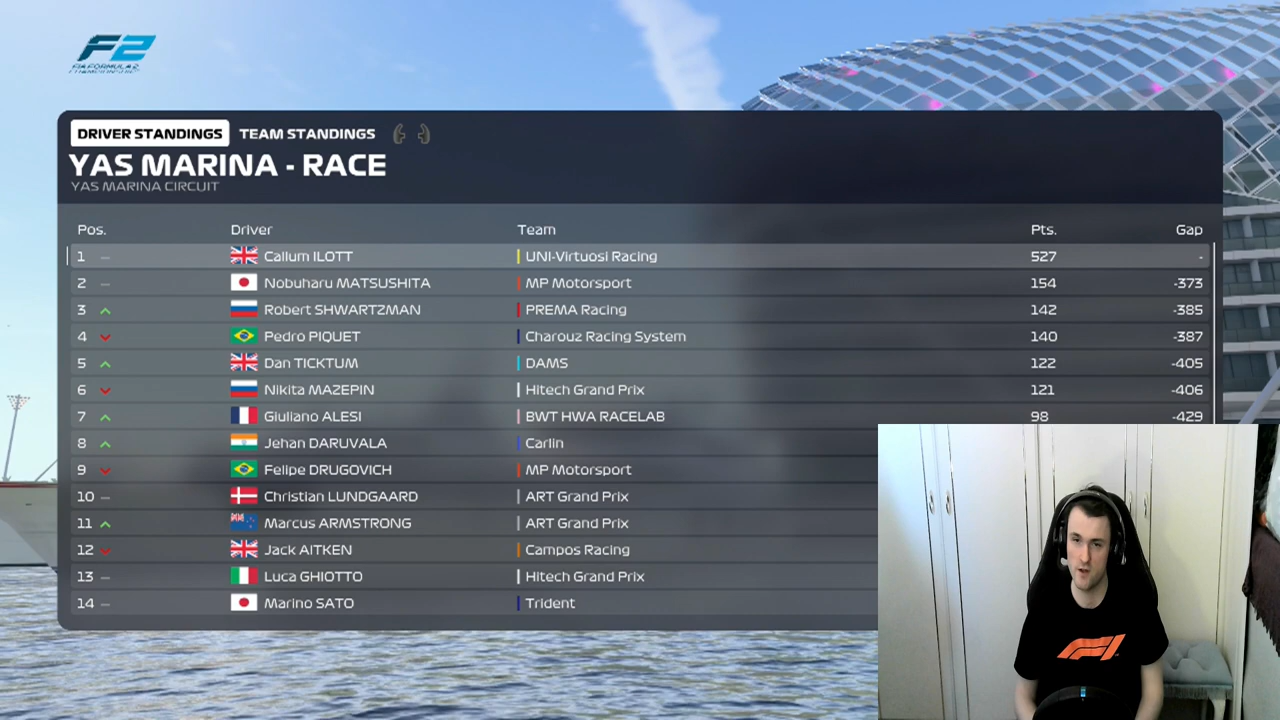 F2
FIA FORMULA 2
CHAMPIONSHIP
DRIVER STANDINGS TEAM STANDINGS
YAS MARINA - RACE
YAS MARINA CIRCUIT
Pos. Driver Team Pts. Gap
1 - Callum ILOTT UNI-Virtuosi Racing 527 -
2 - Nobuharu MATSUSHITA MP Motorsport 154 -373
3 Robert SHWARTZMAN PREMA Racing 142 -385
4 Pedro PIQUET Charouz Racing System 140 -387
5 Dan TICKTUM DAMS 122 -405
6 Nikita MAZEPIN Hitech Grand Prix 121 -406
7 Giuliano ALESI BWT HWA RACELAB 98 -429
8 Jehan DARUVALA Carlin
9 Felipe DRUGOVICH MP Motorsport
10 - Christian LUNDGAARD ART Grand Prix
11 Marcus ARMSTRONG ART Grand Prix
12 Jack AITKEN Campos Racing
13 - Luca GHIOTTO Hitech Grand Prix
14 - Marino SATO Trident
F1